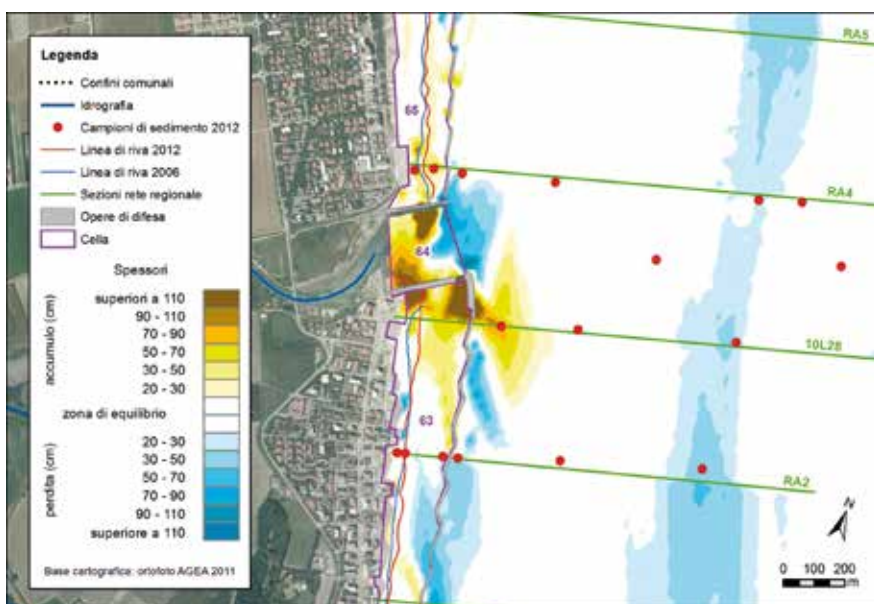 Legenda
Confini comunali
Idrografia
Campioni di sedimento 2012
Linea di riva 2012
Linea di riva 2006
Sezioni rete regionale
Opere di difesa
Cella
Spessori
accumulo (cm)
superiori a 110
90 - 110
70 - 90
50 - 70
30 - 50
20 - 30
zona di equilibrio
perdita (cm)
20 - 30
30 - 50
50 - 70
70 - 90
90 - 110
superiore a 110
Base cartografica: ortofoto AGEA 2011
RA5
65
RA4
64
10L28
63
RA2
N
0 100 200
m